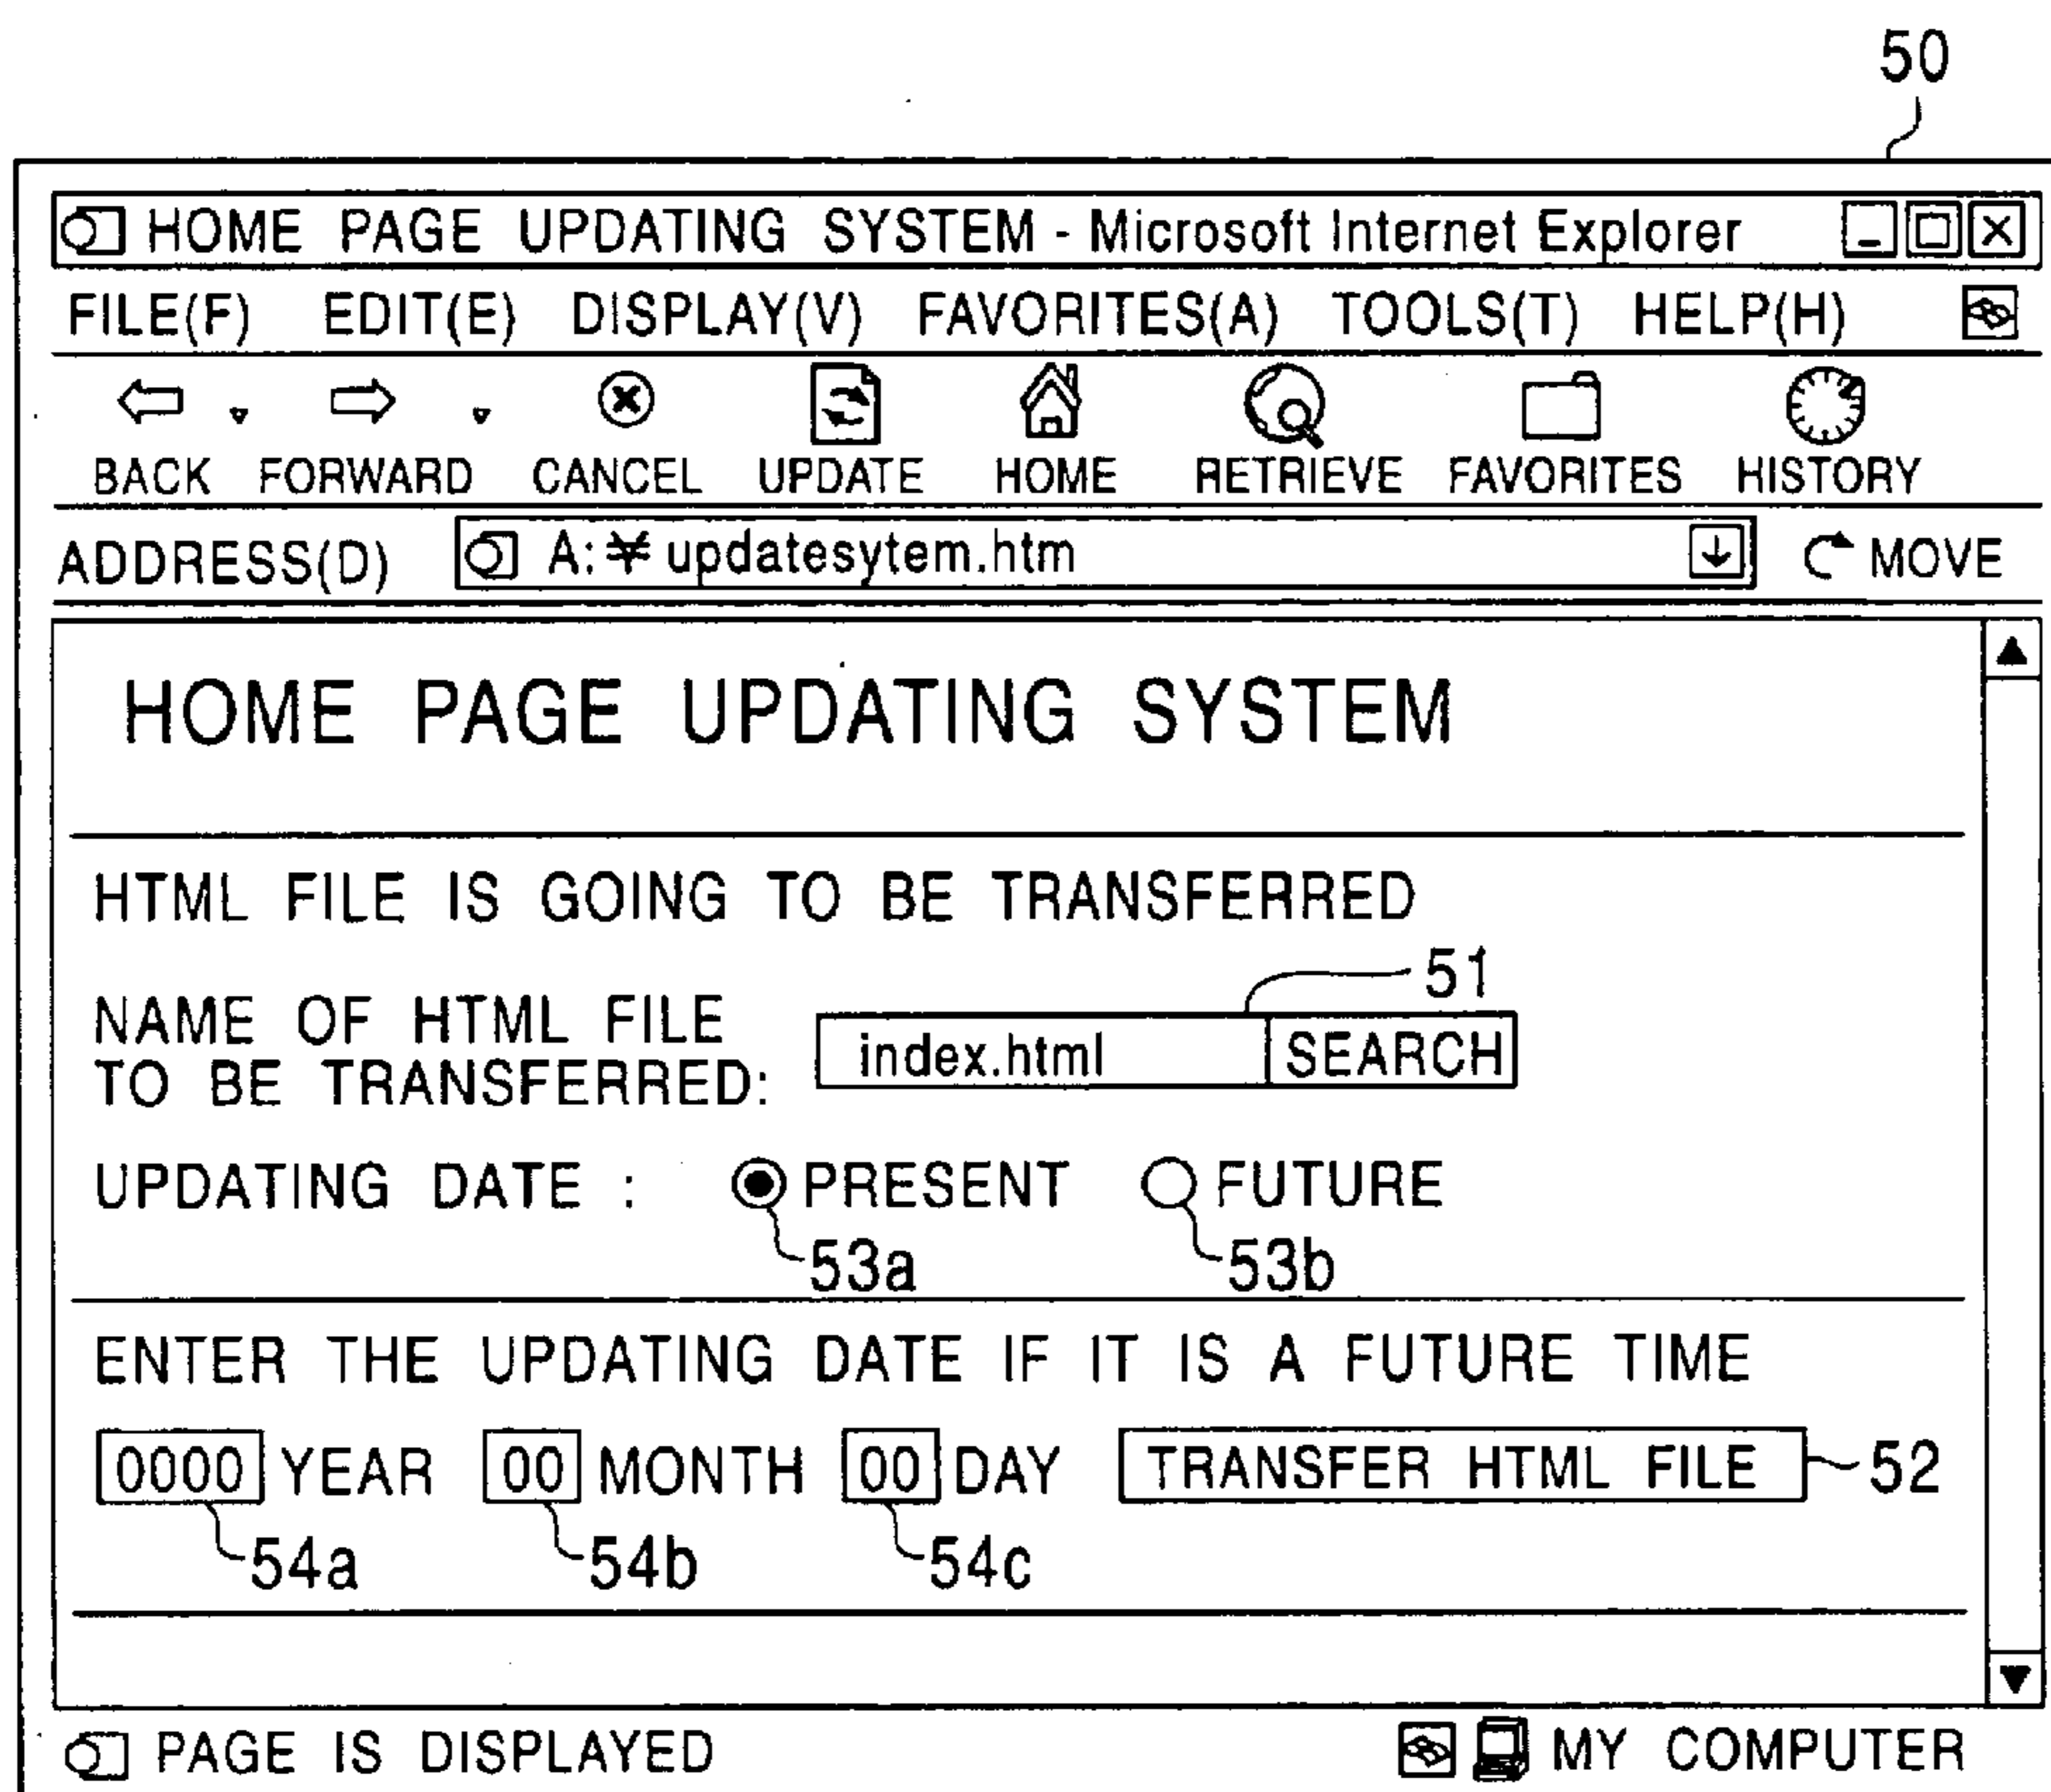 50
HOME PAGE UPDATING SYSTEM - Microsoft Internet Explorer
FILE(F) EDIT(E) DISPLAY(V) FAVORITES(A) TOOLS(T) HELP(H)
BACK FORWARD CANCEL UPDATE HOME RETRIEVE FAVORITES HISTORY
ADDRESS(D) A:¥updatesytem.htm MOVE
HOME PAGE UPDATING SYSTEM
HTML FILE IS GOING TO BE TRANSFERRED
51
NAME OF HTML FILE
TO BE TRANSFERRED: index.html SEARCH
UPDATING DATE : PRESENT FUTURE
53a 53b
ENTER THE UPDATING DATE IF IT IS A FUTURE TIME
0000 YEAR 00 MONTH 00 DAY TRANSFER HTML FILE 52
54a 54b 54c
PAGE IS DISPLAYED MY COMPUTER